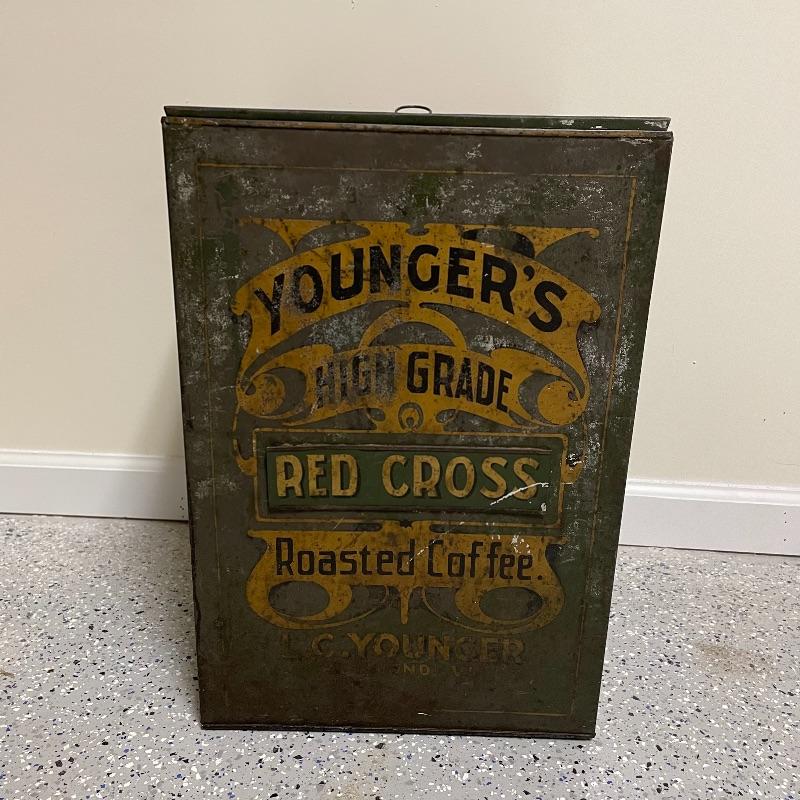 YOUNGER'S
HIGH GRADE
RED CROSS
Roasted Coffee.
L.C. YOUNGER